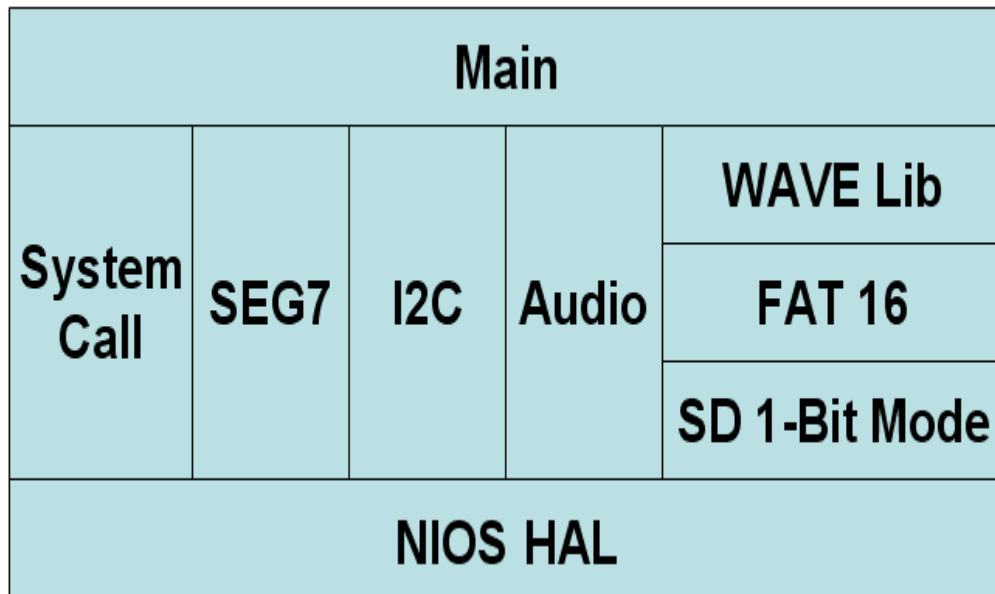 Main
System
Call
SEG7
I2C
Audio
WAVE Lib
FAT 16
SD 1-Bit Mode
NIOS HAL